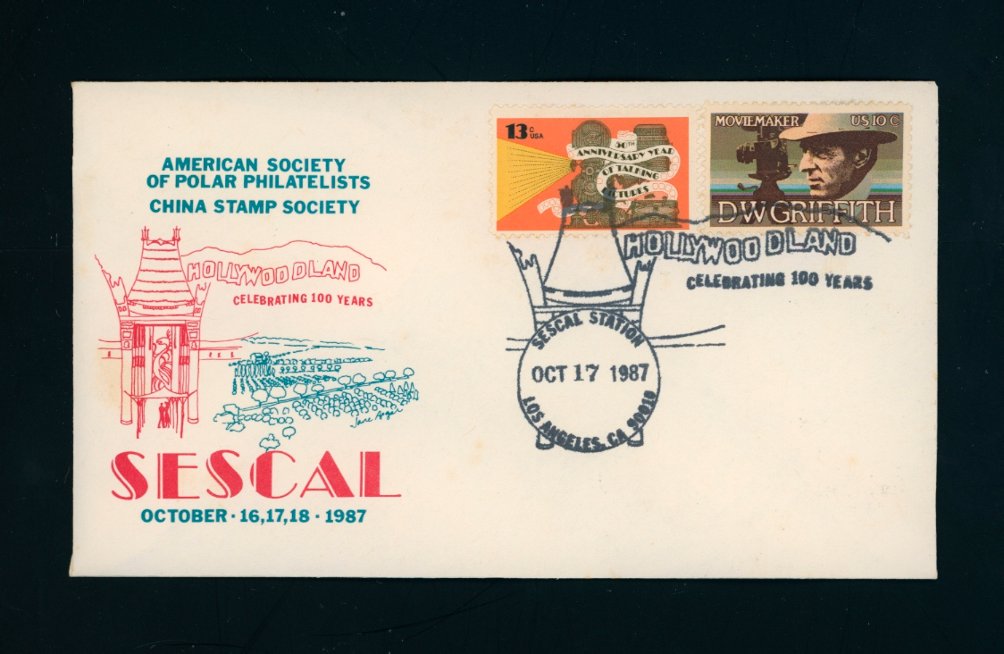 AMERICAN SOCIETY
OF POLAR PHILATELISTS
CHINA STAMP SOCIETY
HOLLYWOODLAND
CELEBRATING 100 YEARS
Jane Auger
SESCAL
OCTOBER · 16,17,18 · 1987
13c
USA
50TH
ANNIVERSARY YEAR
OF TALKING
PICTURES
MOVIEMAKER US 10 C
D.W. GRIFFITH
HOLLYWOODLAND
CELEBRATING 100 YEARS
SESCAL STATION
OCT 17 1987
LOS ANGELES, CA 90010